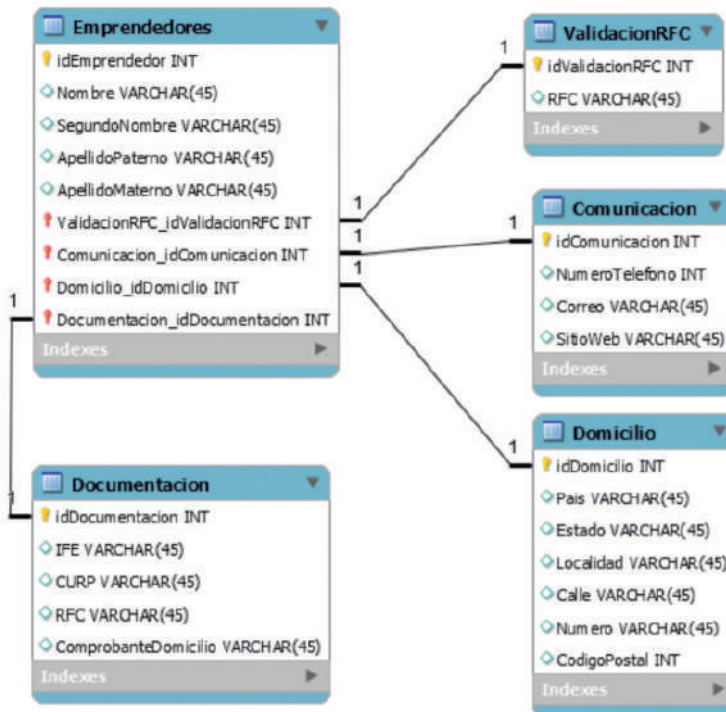 Emprendedores
idEmprendedor INT
Nombre VARCHAR(45)
SegundoNombre VARCHAR(45)
ApellidoPaterno VARCHAR(45)
ApellidoMaterno VARCHAR(45)
ValidacionRFC_idValidacionRFC INT
Comunicacion_idComunicacion INT
Domicilio_idDomicilio INT
Documentacion_idDocumentacion INT
Indexes
1
1
1
1
1
ValidacionRFC
idValidacionRFC INT
RFC VARCHAR(45)
Indexes
1
Comunicacion
idComunicacion INT
NumeroTelefono INT
Correo VARCHAR(45)
SitioWeb VARCHAR(45)
Indexes
1
Domicilio
idDomicilio INT
Pais VARCHAR(45)
Estado VARCHAR(45)
Localidad VARCHAR(45)
Calle VARCHAR(45)
Numero VARCHAR(45)
CodigoPostal INT
Indexes
1
Documentacion
idDocumentacion INT
IFE VARCHAR(45)
CURP VARCHAR(45)
RFC VARCHAR(45)
ComprobanteDomicilio VARCHAR(45)
Indexes